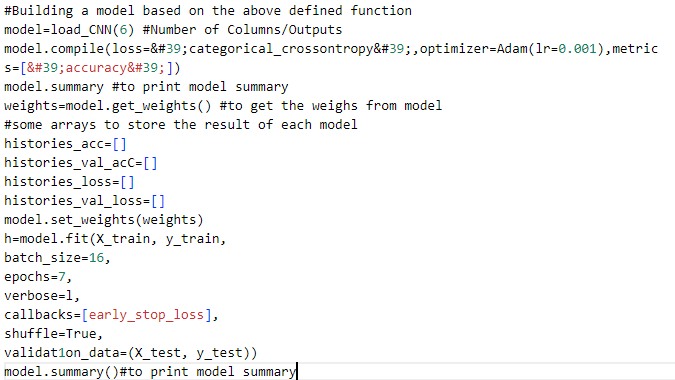 #Building a model based on the above defined function
model=load_CNN(6) #Number of Columns/Outputs
model.compile(loss=&#39;categorical_crossontropy&#39;,optimizer=Adam(lr=0.001),metric
s=[&#39;accuracy&#39;])
model.summary #to print model summary
weights=model.get_weights() #to get the weighs from model
#some arrays to store the result of each model
histories_acc=[]
histories_val_acC=[]
histories_loss=[]
histories_val_loss=[]
model.set_weights(weights)
h=model.fit(X_train, y_train,
batch_size=16,
epochs=7,
verbose=l,
callbacks=[early_stop_loss],
shuffle=True,
validat1on_data=(X_test, y_test))
model.summary()#to print model summary